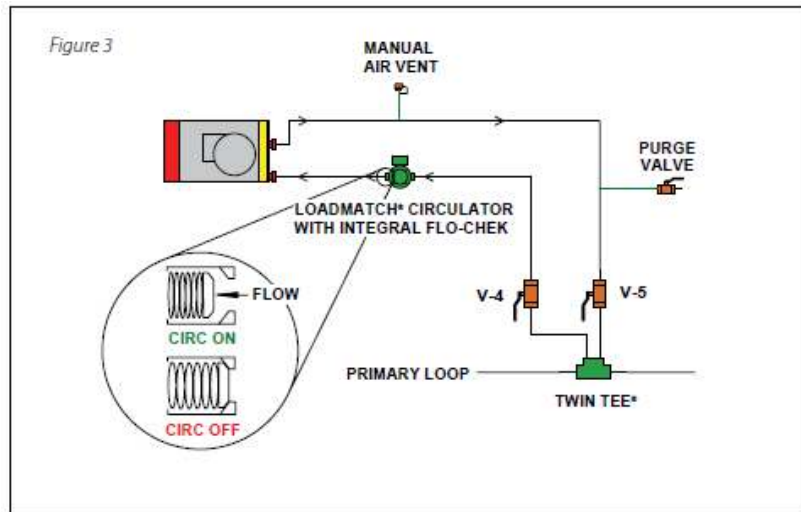 Figure 3
MANUAL
AIR VENT
PURGE
VALVE
LOADMATCH® CIRCULATOR
WITH INTEGRAL FLO-CHEK
FLOW
V-4
V-5
CIRC ON
PRIMARY LOOP
TWIN TEE®
CIRC OFF